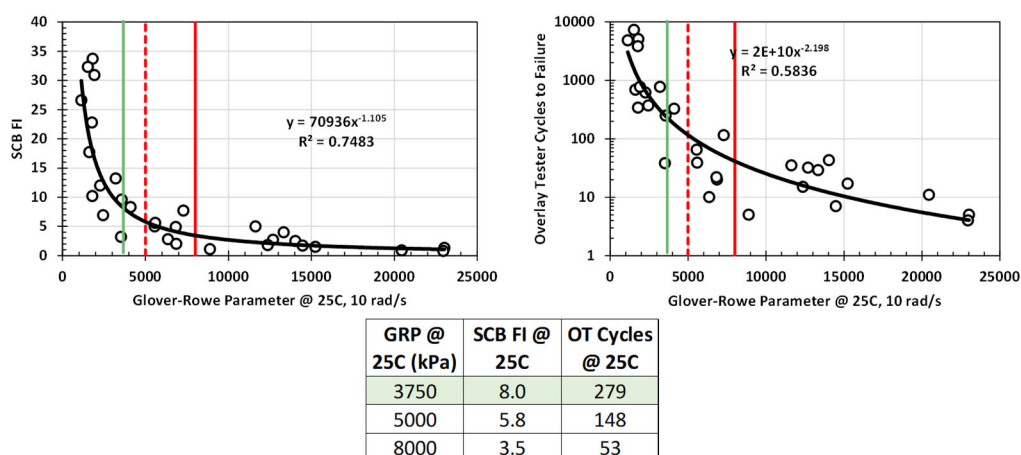 40
35
30
25
20
15
10
5
0
SCB FI
y = 70936x^-1.105
R² = 0.7483
0 5000 10000 15000 20000 25000
Glover-Rowe Parameter @ 25C, 10 rad/s
10000
1000
100
10
1
Overlay Tester Cycles to Failure
y = 2E+10x^-2.198
R² = 0.5836
0 5000 10000 15000 20000 25000
Glover-Rowe Parameter @ 25C, 10 rad/s
GRP @ SCB FI @ OT Cycles
25C (kPa) 25C @ 25C
3750 8.0 279
5000 5.8 148
8000 3.5 53